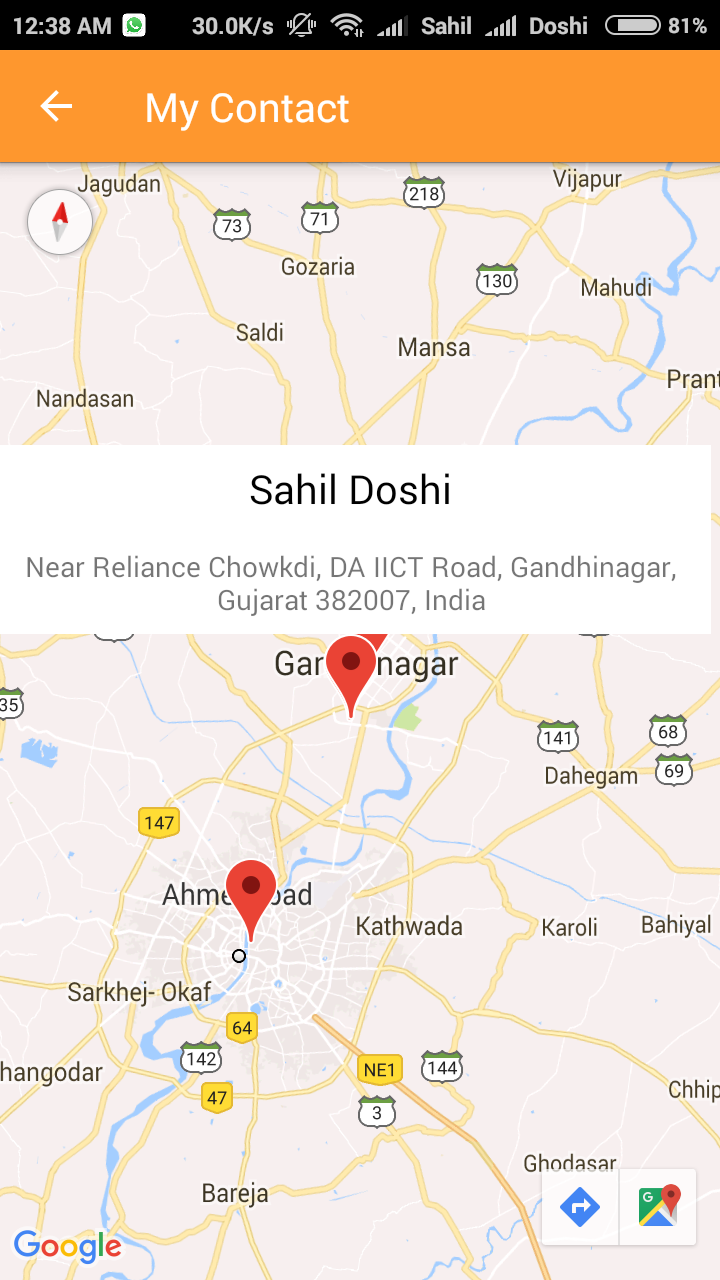 12:38 AM 30.0K/s Sahil Doshi 81%
My Contact
Jagudan
Vijapur
218
73
71
Gozaria
130
Mahudi
Saldi
Mansa
Prant
Nandasan
Sahil Doshi
Near Reliance Chowkdi, DA IICT Road, Gandhinagar,
Gujarat 382007, India
Gar nagar
35
141
68
Dahegam
69
147
Ahme bad
Kathwada
Karoli
Bahiyal
Sarkhej- Okaf
64
142
hangodar
NE1
144
47
3
Chhip
Ghodasar
Bareja
G
Google